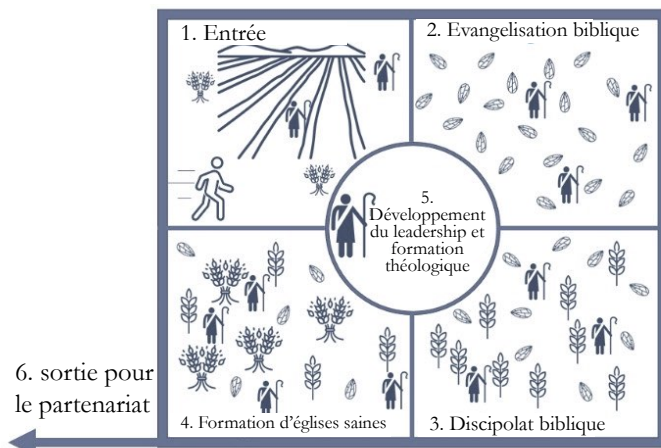 1. Entrée
2. Evangelisation biblique
5.
Développement
du leadership et
formation
théologique
6. sortie pour
le partenariat
4. Formation d'églises saines
3. Discipolat biblique